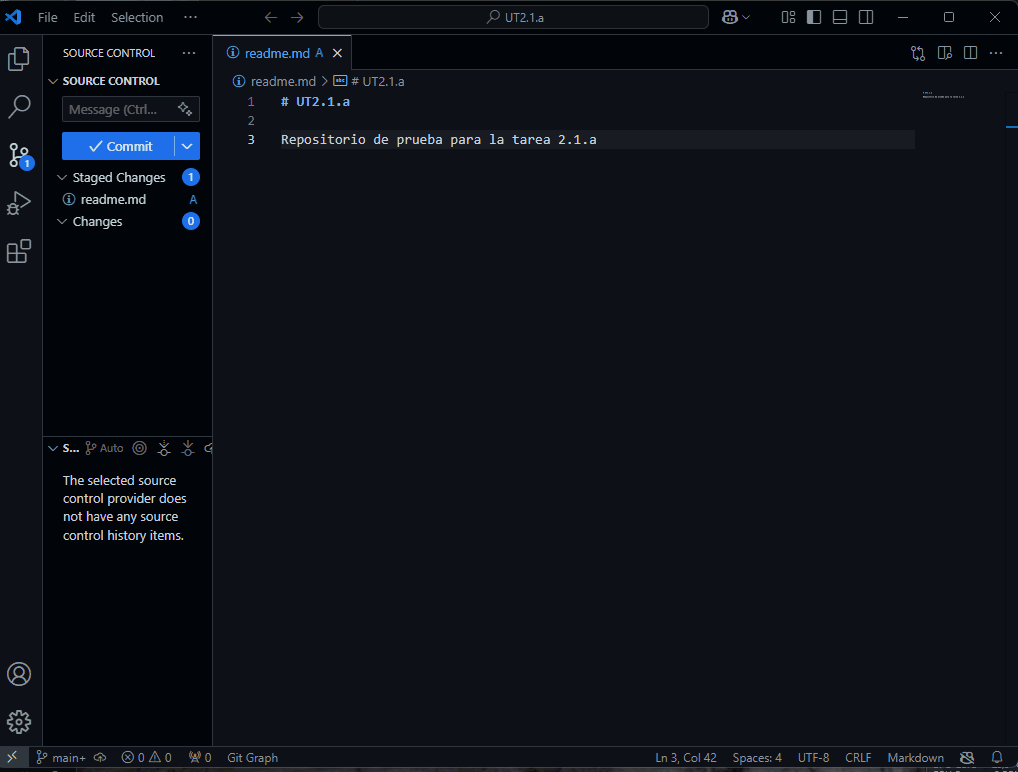 File Edit Selection ··· UT2.1.a
SOURCE CONTROL ···
SOURCE CONTROL
Message (Ctrl...
Commit
Staged Changes 1
readme.md A
Changes 0
1
S... Auto
The selected source
control provider does
not have any source
control history items.
readme.md A
readme.md > # UT2.1.a
1 # UT2.1.a
2
3 Repositorio de prueba para la tarea 2.1.a
main+ 0 0 0 Git Graph Ln 3, Col 42 Spaces: 4 UTF-8 CRLF Markdown